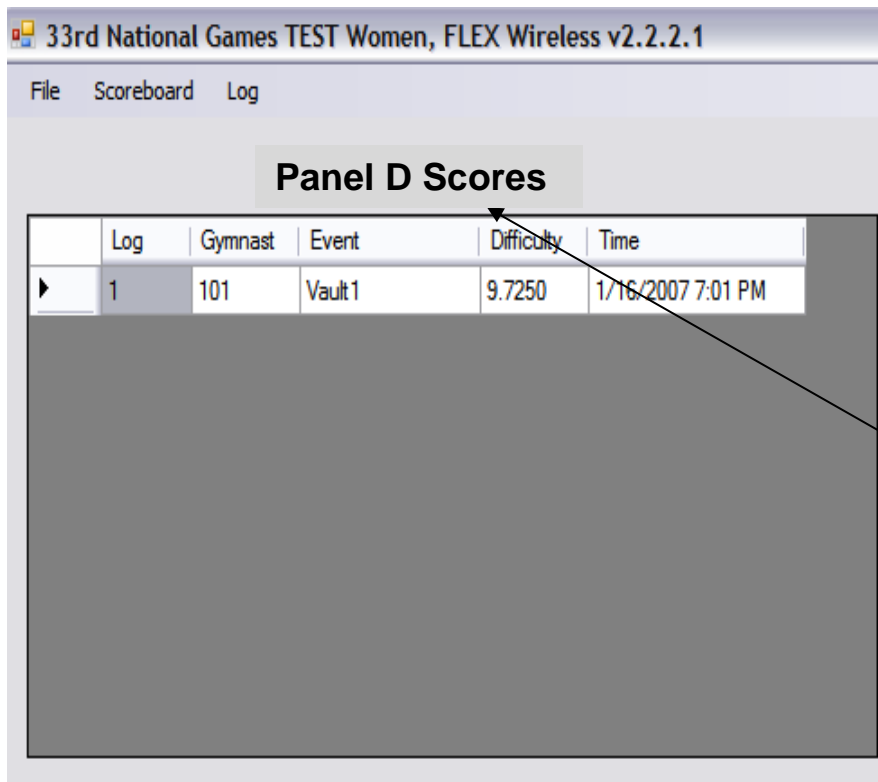 33rd National Games TEST Women, FLEX Wireless v2.2.2.1
File Scoreboard Log
Panel D Scores
Log Gymnast Event Difficulty Time
1 101 Vault1 9.7250 1/16/2007 7:01 PM